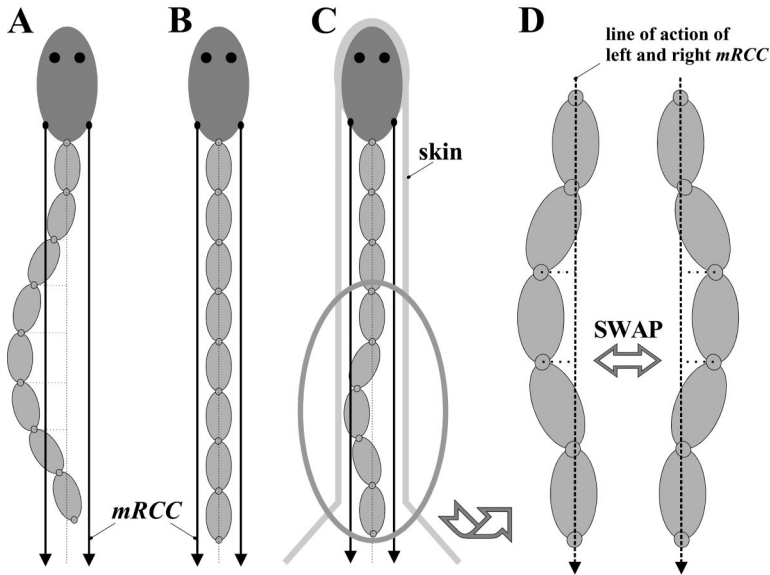 A
B
C
D
line of action of
left and right mRCC
skin
SWAP
mRCC